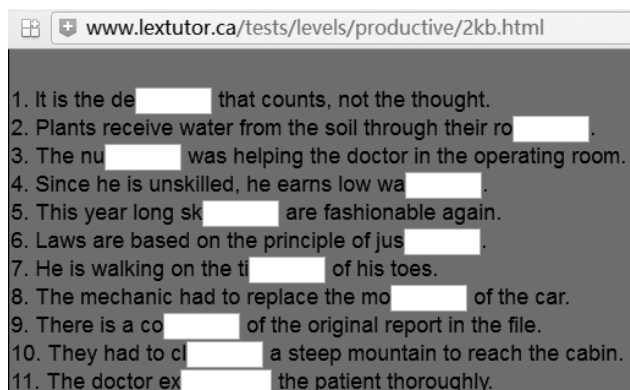 www.lextutor.ca/tests/levels/productive/2kb.html
1. It is the de that counts, not the thought.
2. Plants receive water from the soil through their ro .
3. The nu was helping the doctor in the operating room.
4. Since he is unskilled, he earns low wa .
5. This year long sk are fashionable again.
6. Laws are based on the principle of jus .
7. He is walking on the ti of his toes.
8. The mechanic had to replace the mo of the car.
9. There is a co of the original report in the file.
10. They had to cl a steep mountain to reach the cabin.
11. The doctor ex the patient thoroughly.